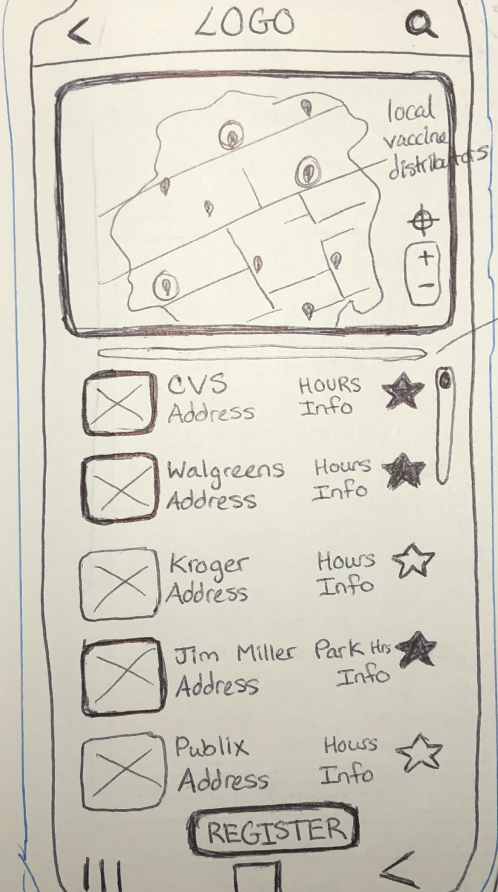 LOGO
local
vaccine
distributors
+
-
CVS HOURS
Address Info
Walgreens Hours
Address Info
Kroger Hours
Address Info
Jim Miller Park Hrs
Address Info
Publix Hours
Address Info
REGISTER